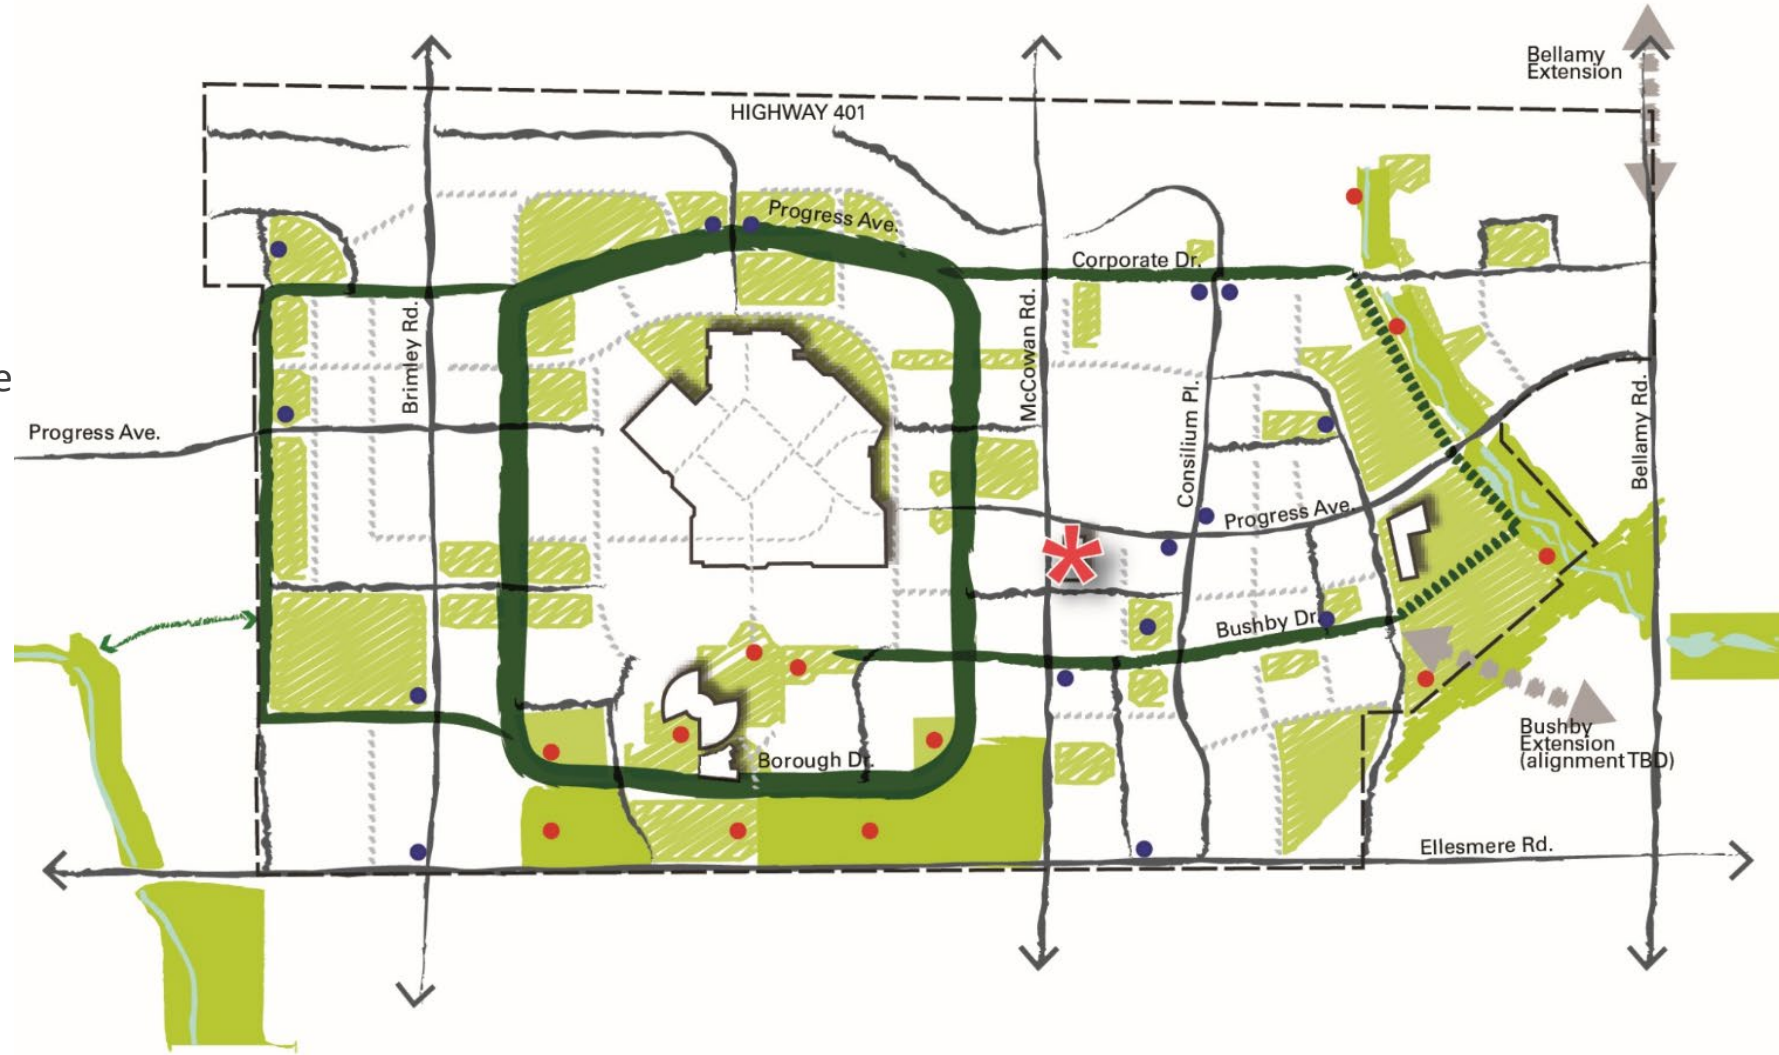 Bellamy
Extension
HIGHWAY 401
Progress Ave.
Corporate Dr.
Brimley Rd.
McCowan Rd.
e
Consilium Pl.
Bellamy Rd.
Progress Ave.
Progress Ave.
Bushby Dr.
Bushby
Extension
(alignment TBD)
Borough Dr.
Ellesmere Rd.